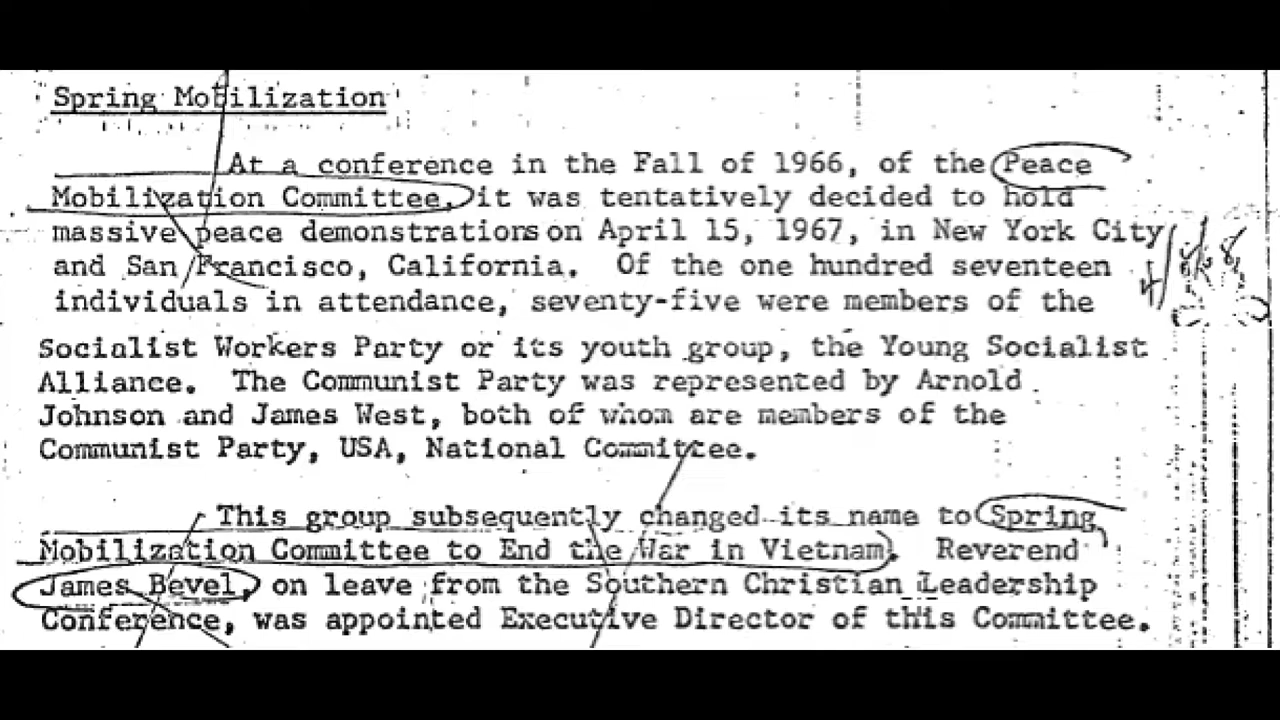 Spring Mobilization
At a conference in the Fall of 1966, of the Peace
Mobilization Committee, it was tentatively decided to hold
massive peace demonstrations on April 15, 1967, in New York City
and San Francisco, California. Of the one hundred seventeen
individuals in attendance, seventy-five were members of the
Socialist Workers Party or its youth group, the Young Socialist
Alliance. The Communist Party was represented by Arnold
Johnson and James West, both of whom are members of the
Communist Party, USA, National Committee.
This group subsequently changed its name to Spring
Mobilization Committee to End the War in Vietnam. Reverend
James Bevel, on leave from the Southern Christian Leadership
Conference, was appointed Executive Director of this Committee.